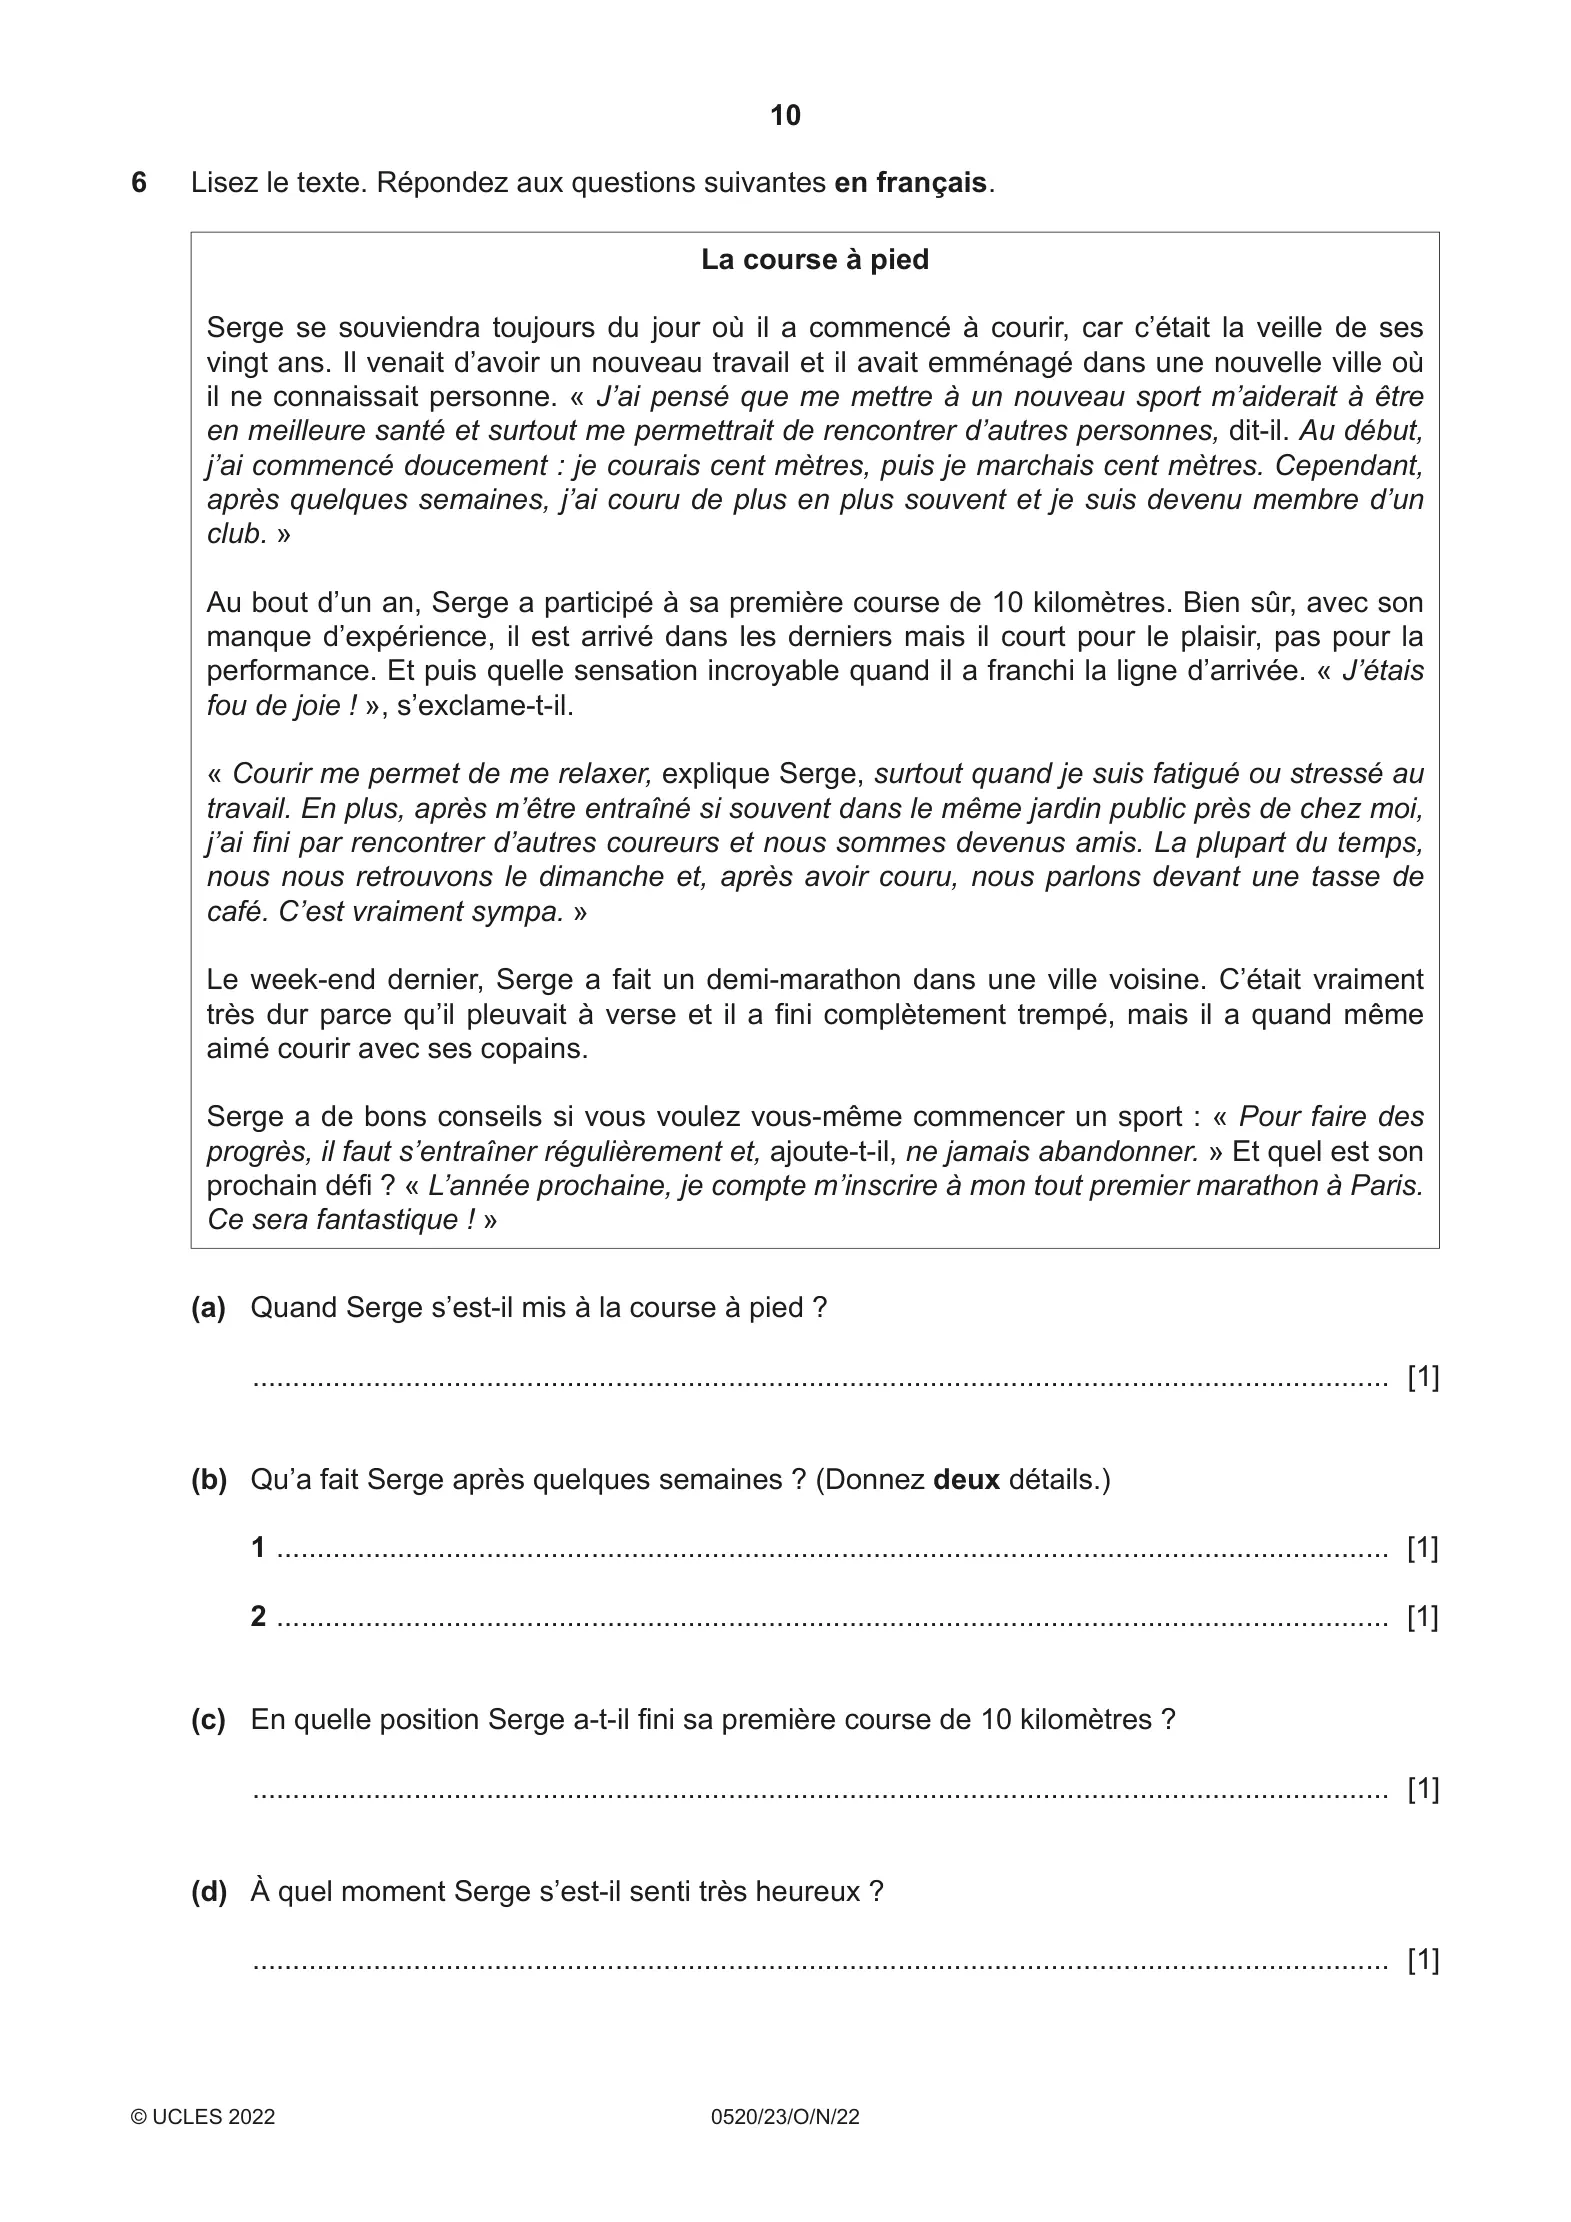 10
6 Lisez le texte. Répondez aux questions suivantes en français.
La course à pied
Serge se souviendra toujours du jour où il a commencé à courir, car c’était la veille de ses
vingt ans. Il venait d’avoir un nouveau travail et il avait emménagé dans une nouvelle ville où
il ne connaissait personne. « J’ai pensé que me mettre à un nouveau sport m’aiderait à être
en meilleure santé et surtout me permettrait de rencontrer d’autres personnes, dit-il. Au début,
j’ai commencé doucement : je courais cent mètres, puis je marchais cent mètres. Cependant,
après quelques semaines, j’ai couru de plus en plus souvent et je suis devenu membre d’un
club. »
Au bout d’un an, Serge a participé à sa première course de 10 kilomètres. Bien sûr, avec son
manque d’expérience, il est arrivé dans les derniers mais il court pour le plaisir, pas pour la
performance. Et puis quelle sensation incroyable quand il a franchi la ligne d’arrivée. « J’étais
fou de joie ! », s’exclame-t-il.
« Courir me permet de me relaxer, explique Serge, surtout quand je suis fatigué ou stressé au
travail. En plus, après m’être entraîné si souvent dans le même jardin public près de chez moi,
j’ai fini par rencontrer d’autres coureurs et nous sommes devenus amis. La plupart du temps,
nous nous retrouvons le dimanche et, après avoir couru, nous parlons devant une tasse de
café. C’est vraiment sympa. »
Le week-end dernier, Serge a fait un demi-marathon dans une ville voisine. C’était vraiment
très dur parce qu’il pleuvait à verse et il a fini complètement trempé, mais il a quand même
aimé courir avec ses copains.
Serge a de bons conseils si vous voulez vous-même commencer un sport : « Pour faire des
progrès, il faut s’entraîner régulièrement et, ajoute-t-il, ne jamais abandonner. » Et quel est son
prochain défi ? « L’année prochaine, je compte m’inscrire à mon tout premier marathon à Paris.
Ce sera fantastique ! »
(a) Quand Serge s’est-il mis à la course à pied ?
[1]
(b) Qu’a fait Serge après quelques semaines ? (Donnez deux détails.)
1 [1]
2 [1]
(c) En quelle position Serge a-t-il fini sa première course de 10 kilomètres ?
[1]
(d) À quel moment Serge s’est-il senti très heureux ?
[1]
© UCLES 2022 0520/23/O/N/22